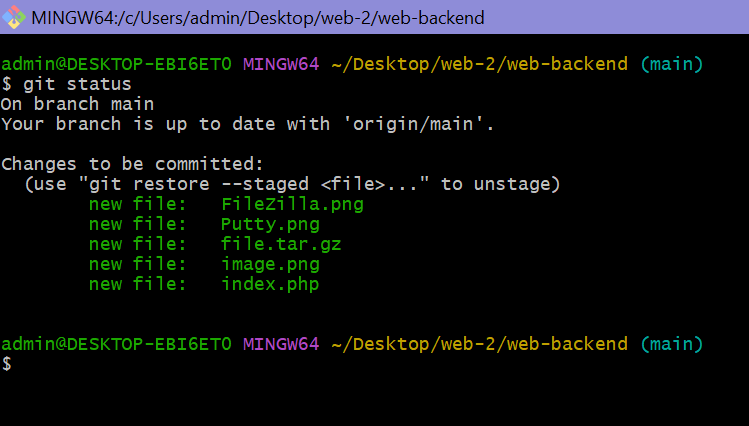 MINGW64:/c/Users/admin/Desktop/web-2/web-backend
admin@DESKTOP-EBI6ETO MINGW64 ~/Desktop/web-2/web-backend (main)
$ git status
On branch main
Your branch is up to date with 'origin/main'.
Changes to be committed:
  (use "git restore --staged <file>..." to unstage)
        new file:   FileZilla.png
        new file:   Putty.png
        new file:   file.tar.gz
        new file:   image.png
        new file:   index.php
admin@DESKTOP-EBI6ETO MINGW64 ~/Desktop/web-2/web-backend (main)
$